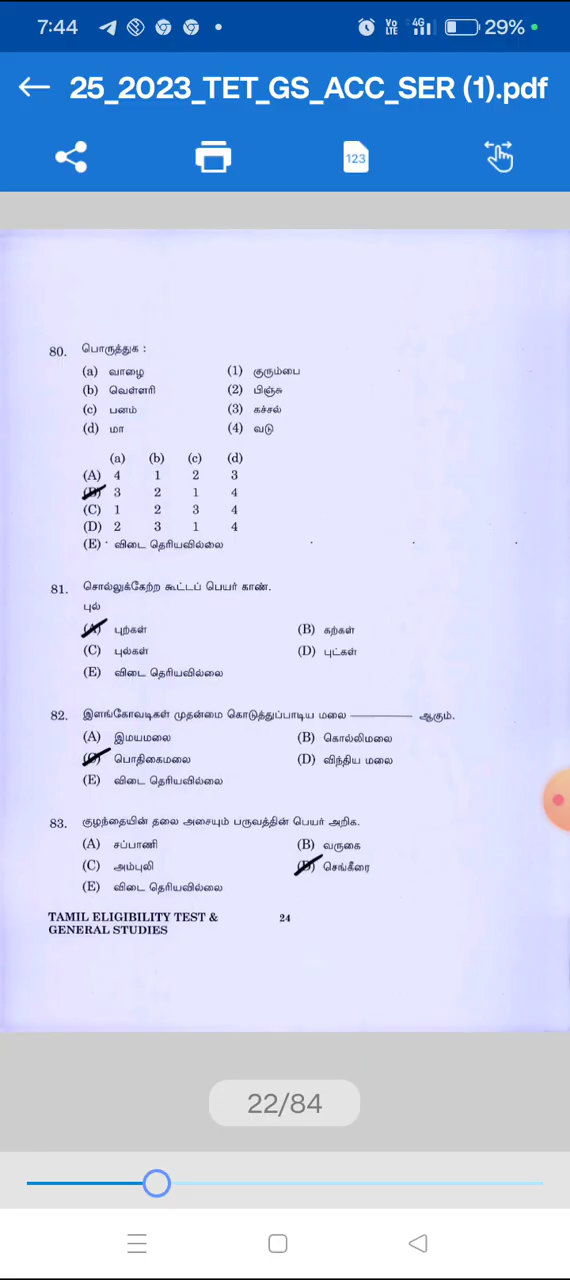 7:44 Vo LTE 4G 29%
25_2023_TET_GS_ACC_SER (1).pdf
123
80. பொருத்துக :
(a) வாழை (1) குரும்பை
(b) வெள்ளரி (2) பிஞ்சு
(c) பனம் (3) கச்சல்
(d) மா (4) வடு
(a) (b) (c) (d)
(A) 4 1 2 3
(B) 3 2 1 4
(C) 1 2 3 4
(D) 2 3 1 4
(E) விடை தெரியவில்லை
81. சொல்லுக்கேற்ற கூட்டப் பெயர் காண்.
புல்
(A) புற்கள் (B) கற்கள்
(C) புல்கள் (D) புட்கள்
(E) விடை தெரியவில்லை
82. இளங்கோவடிகள் முதன்மை கொடுத்துப்பாடிய மலை ———— ஆகும்.
(A) இமயமலை (B) கொல்லிமலை
(C) பொதிகைமலை (D) விந்திய மலை
(E) விடை தெரியவில்லை
83. குழந்தையின் தலை அசையும் பருவத்தின் பெயர் அறிக.
(A) சப்பாணி (B) வருகை
(C) அம்புலி (D) செங்கீரை
(E) விடை தெரியவில்லை
TAMIL ELIGIBILITY TEST & 24
GENERAL STUDIES
22/84